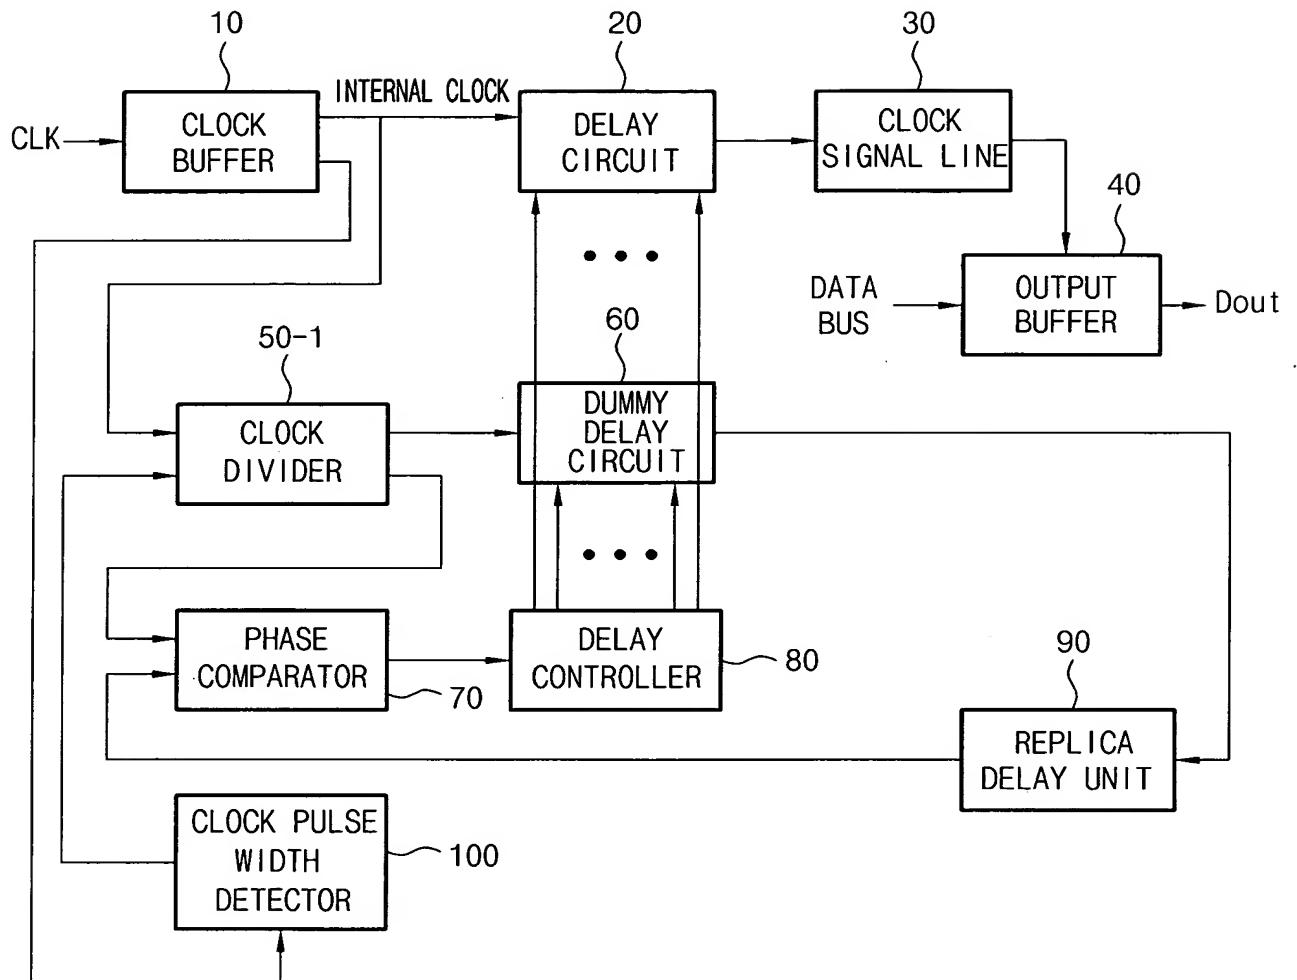 10
20
30
INTERNAL CLOCK
CLK
CLOCK
BUFFER
DELAY
CIRCUIT
CLOCK
SIGNAL LINE
40
DATA
BUS
OUTPUT
BUFFER
Dout
50-1
60
CLOCK
DIVIDER
DUMMY
DELAY
CIRCUIT
PHASE
COMPARATOR
70
DELAY
CONTROLLER
80
90
REPLICA
DELAY UNIT
CLOCK PULSE
WIDTH
DETECTOR
100